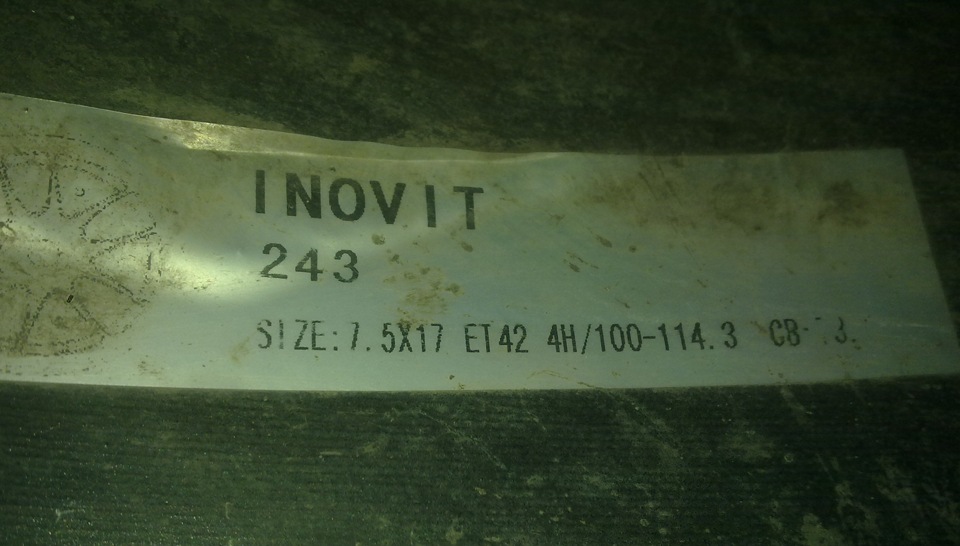 INOVIT
243
SIZE:7.5X17 ET42 4H/100-114.3